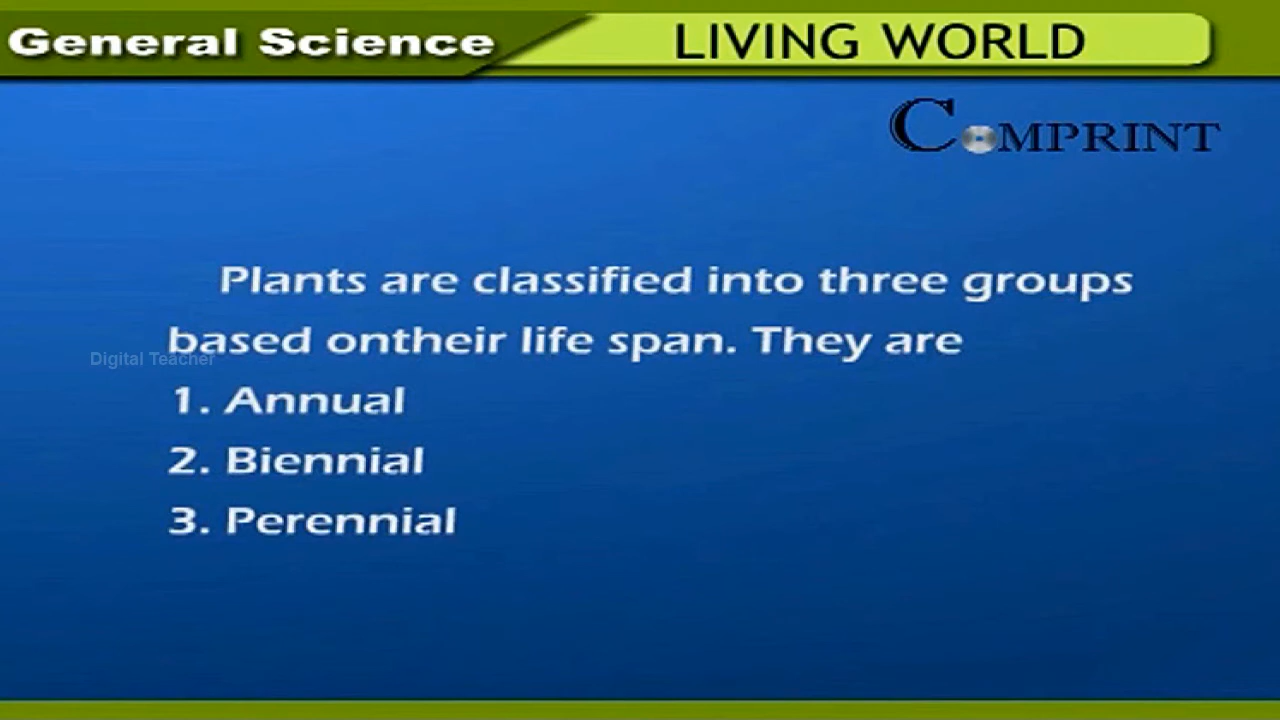 General Science
LIVING WORLD
COMPRINT
Plants are classified into three groups
based ontheir life span. They are
Digital Teacher
1. Annual
2. Biennial
3. Perennial